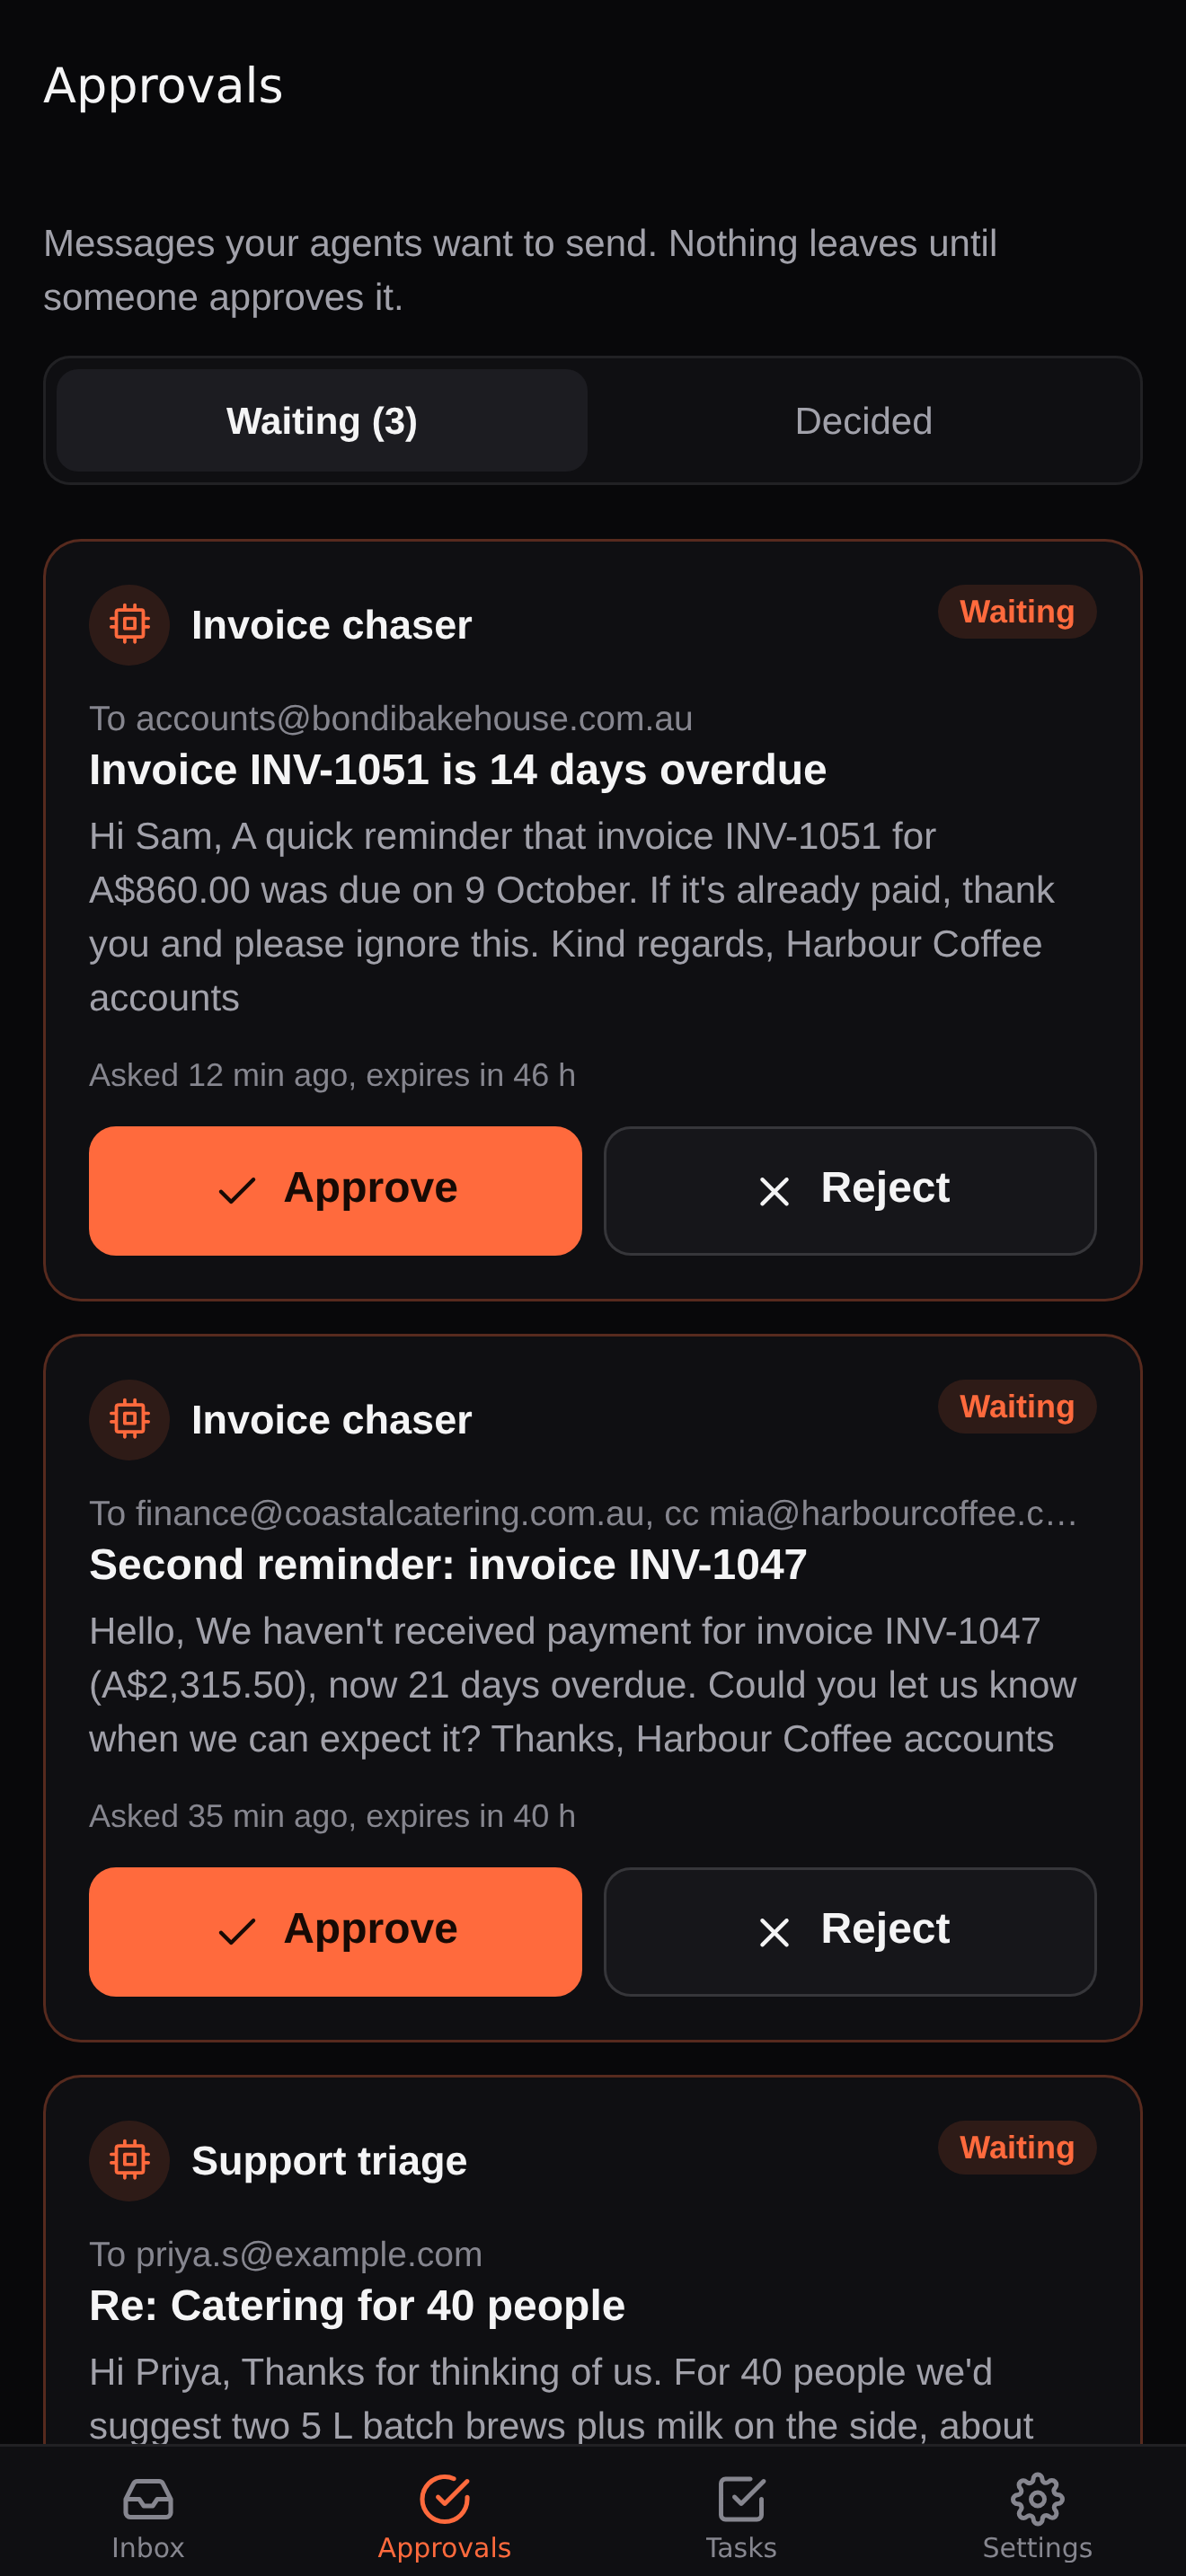 Approvals
Messages your agents want to send. Nothing leaves until
someone approves it.
Waiting (3)
Decided
Invoice chaser
Waiting
To accounts@bondibakehouse.com.au
Invoice INV-1051 is 14 days overdue
Hi Sam, A quick reminder that invoice INV-1051 for
A$860.00 was due on 9 October. If it's already paid, thank
you and please ignore this. Kind regards, Harbour Coffee
accounts
Asked 12 min ago, expires in 46 h
Approve
Reject
Invoice chaser
Waiting
To finance@coastalcatering.com.au, cc mia@harbourcoffee.c…
Second reminder: invoice INV-1047
Hello, We haven't received payment for invoice INV-1047
(A$2,315.50), now 21 days overdue. Could you let us know
when we can expect it? Thanks, Harbour Coffee accounts
Asked 35 min ago, expires in 40 h
Approve
Reject
Support triage
Waiting
To priya.s@example.com
Re: Catering for 40 people
Hi Priya, Thanks for thinking of us. For 40 people we'd
suggest two 5 L batch brews plus milk on the side, about
Inbox
Approvals
Tasks
Settings